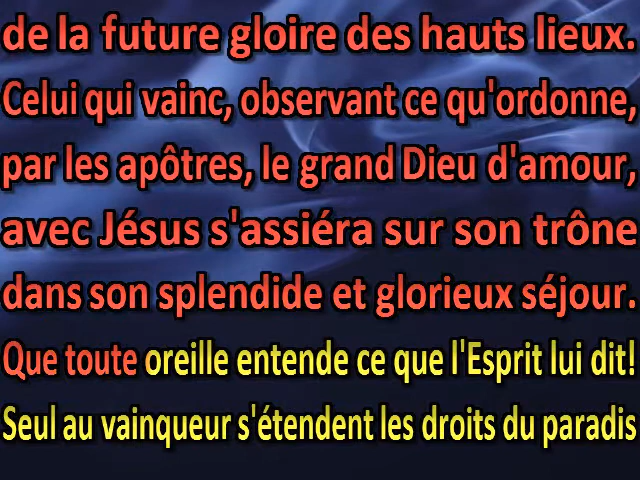 de la future gloire des hauts lieux.
Celui qui vainc, observant ce qu'ordonne,
par les apôtres, le grand Dieu d'amour,
avec Jésus s'assiéra sur son trône
dans son splendide et glorieux séjour.
Que toute oreille entende ce que l'Esprit lui dit!
Seul au vainqueur s'étendent les droits du paradis